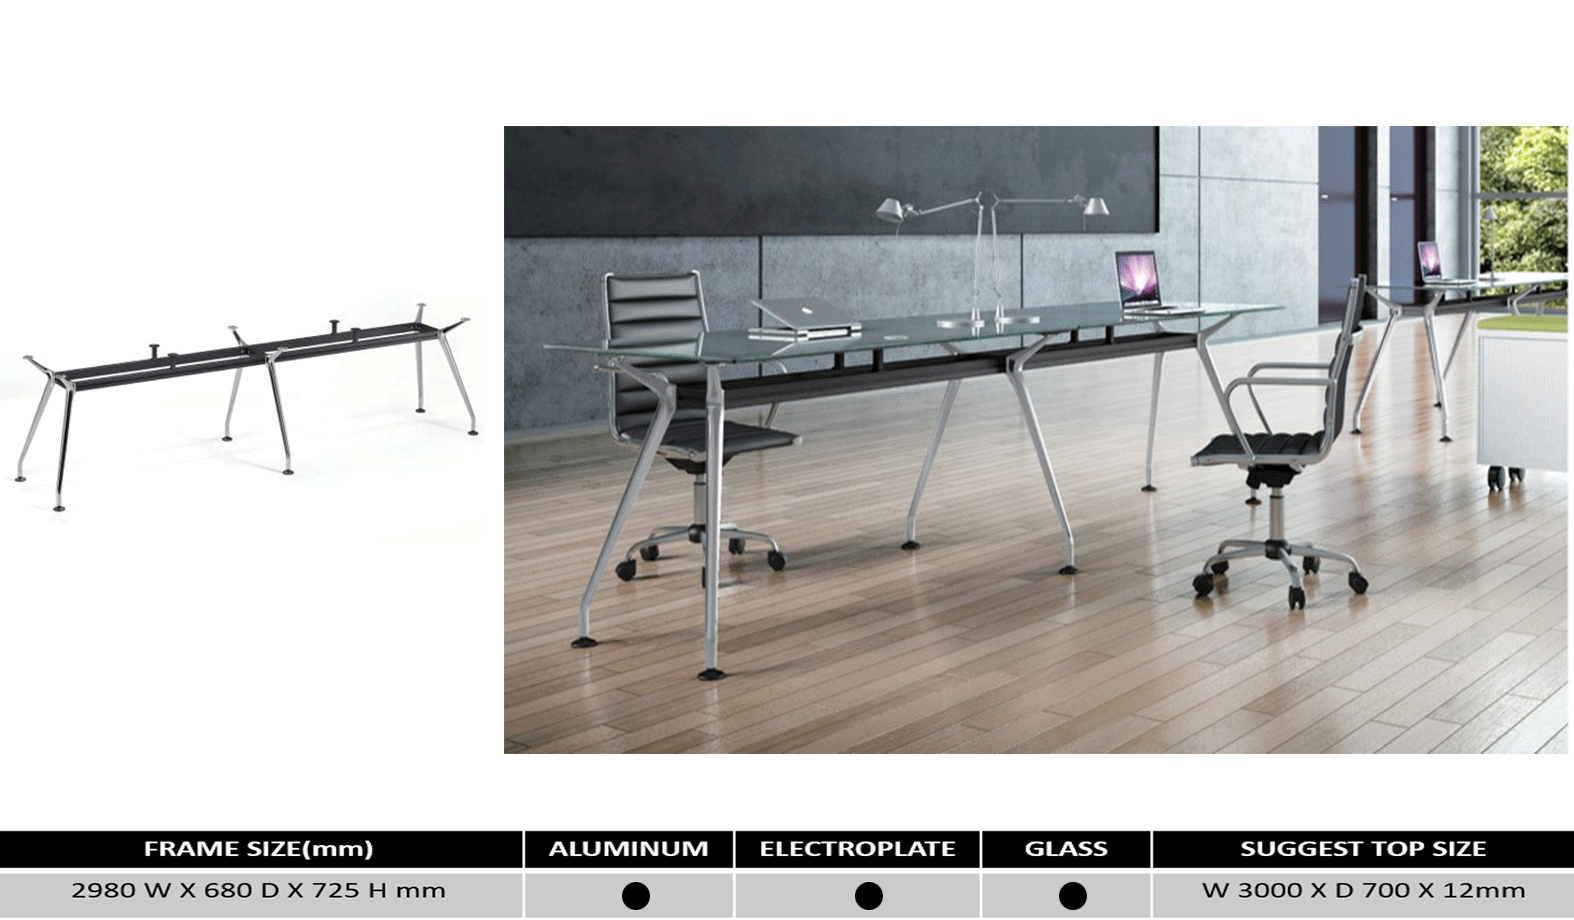 FRAME SIZE(mm) ALUMINUM ELECTROPLATE GLASS SUGGEST TOP SIZE
2980 W X 680 D X 725 H mm ● ● ● W 3000 X D 700 X 12mm